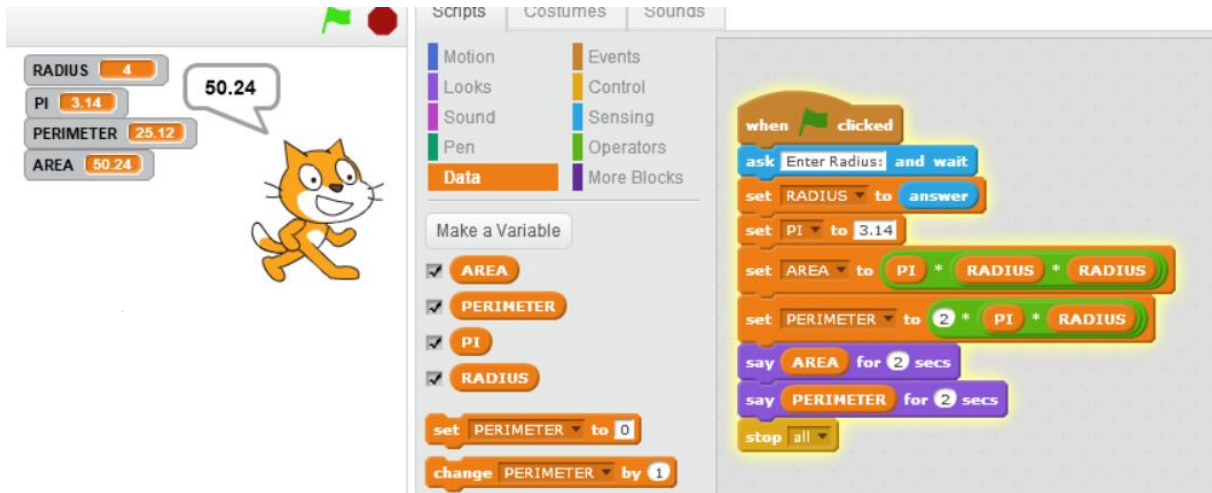 Scripts Costumes Sounds
RADIUS 4
PI 3.14
PERIMETER 25.12
AREA 50.24
50.24
Motion Events
Looks Control
Sound Sensing
Pen Operators
Data More Blocks
Make a Variable
AREA
PERIMETER
PI
RADIUS
set PERIMETER to 0
change PERIMETER by 1
when clicked
ask Enter Radius: and wait
set RADIUS to answer
set PI to 3.14
set AREA to PI * RADIUS * RADIUS
set PERIMETER to 2 * PI * RADIUS
say AREA for 2 secs
say PERIMETER for 2 secs
stop all